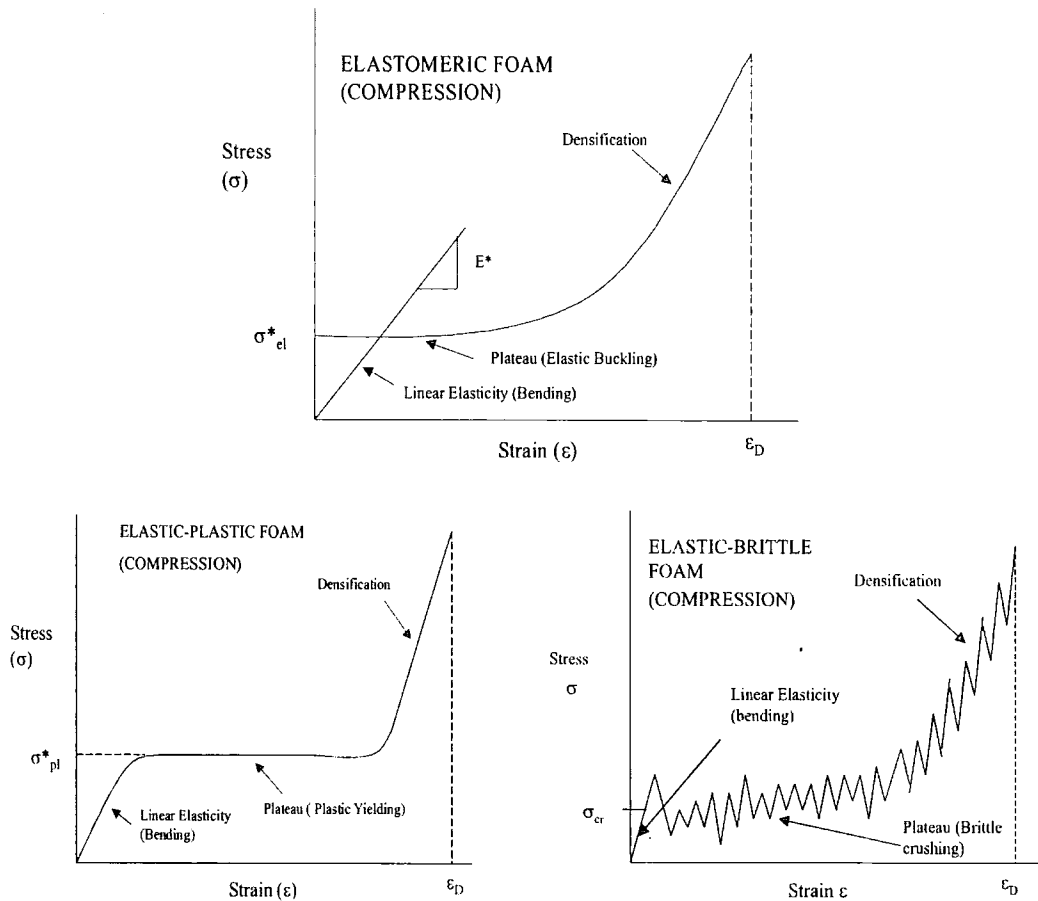 ELASTOMERIC FOAM
(COMPRESSION)
Densification
Stress
(σ)
E*
σ*el
Plateau (Elastic Buckling)
Linear Elasticity (Bending)
Strain (ε)
εD
ELASTIC-PLASTIC FOAM
(COMPRESSION)
Densification
Stress
(σ)
σ*pl
Linear Elasticity
(Bending)
Plateau ( Plastic Yielding)
Strain (ε)
εD
ELASTIC-BRITTLE
FOAM
(COMPRESSION)
Densification
Stress
σ
Linear Elasticity
(bending)
σcr
Plateau (Brittle
crushing)
Strain ε
εD